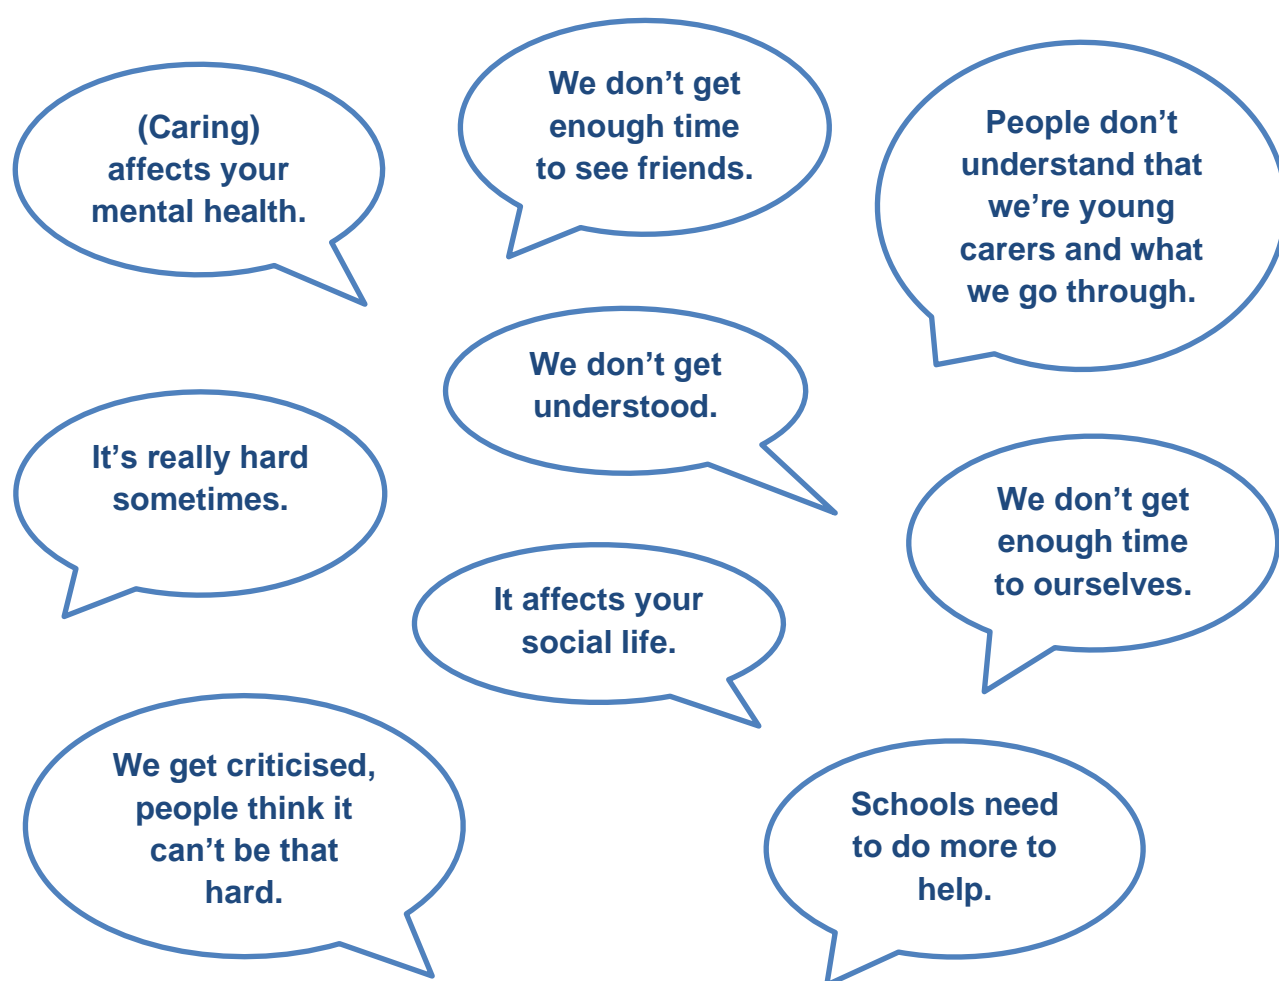 (Caring)
affects your
mental health.
We don’t get
enough time
to see friends.
People don’t
understand that
we’re young
carers and what
we go through.
We don’t get
understood.
It’s really hard
sometimes.
We don’t get
enough time
to ourselves.
It affects your
social life.
We get criticised,
people think it
can’t be that
hard.
Schools need
to do more to
help.